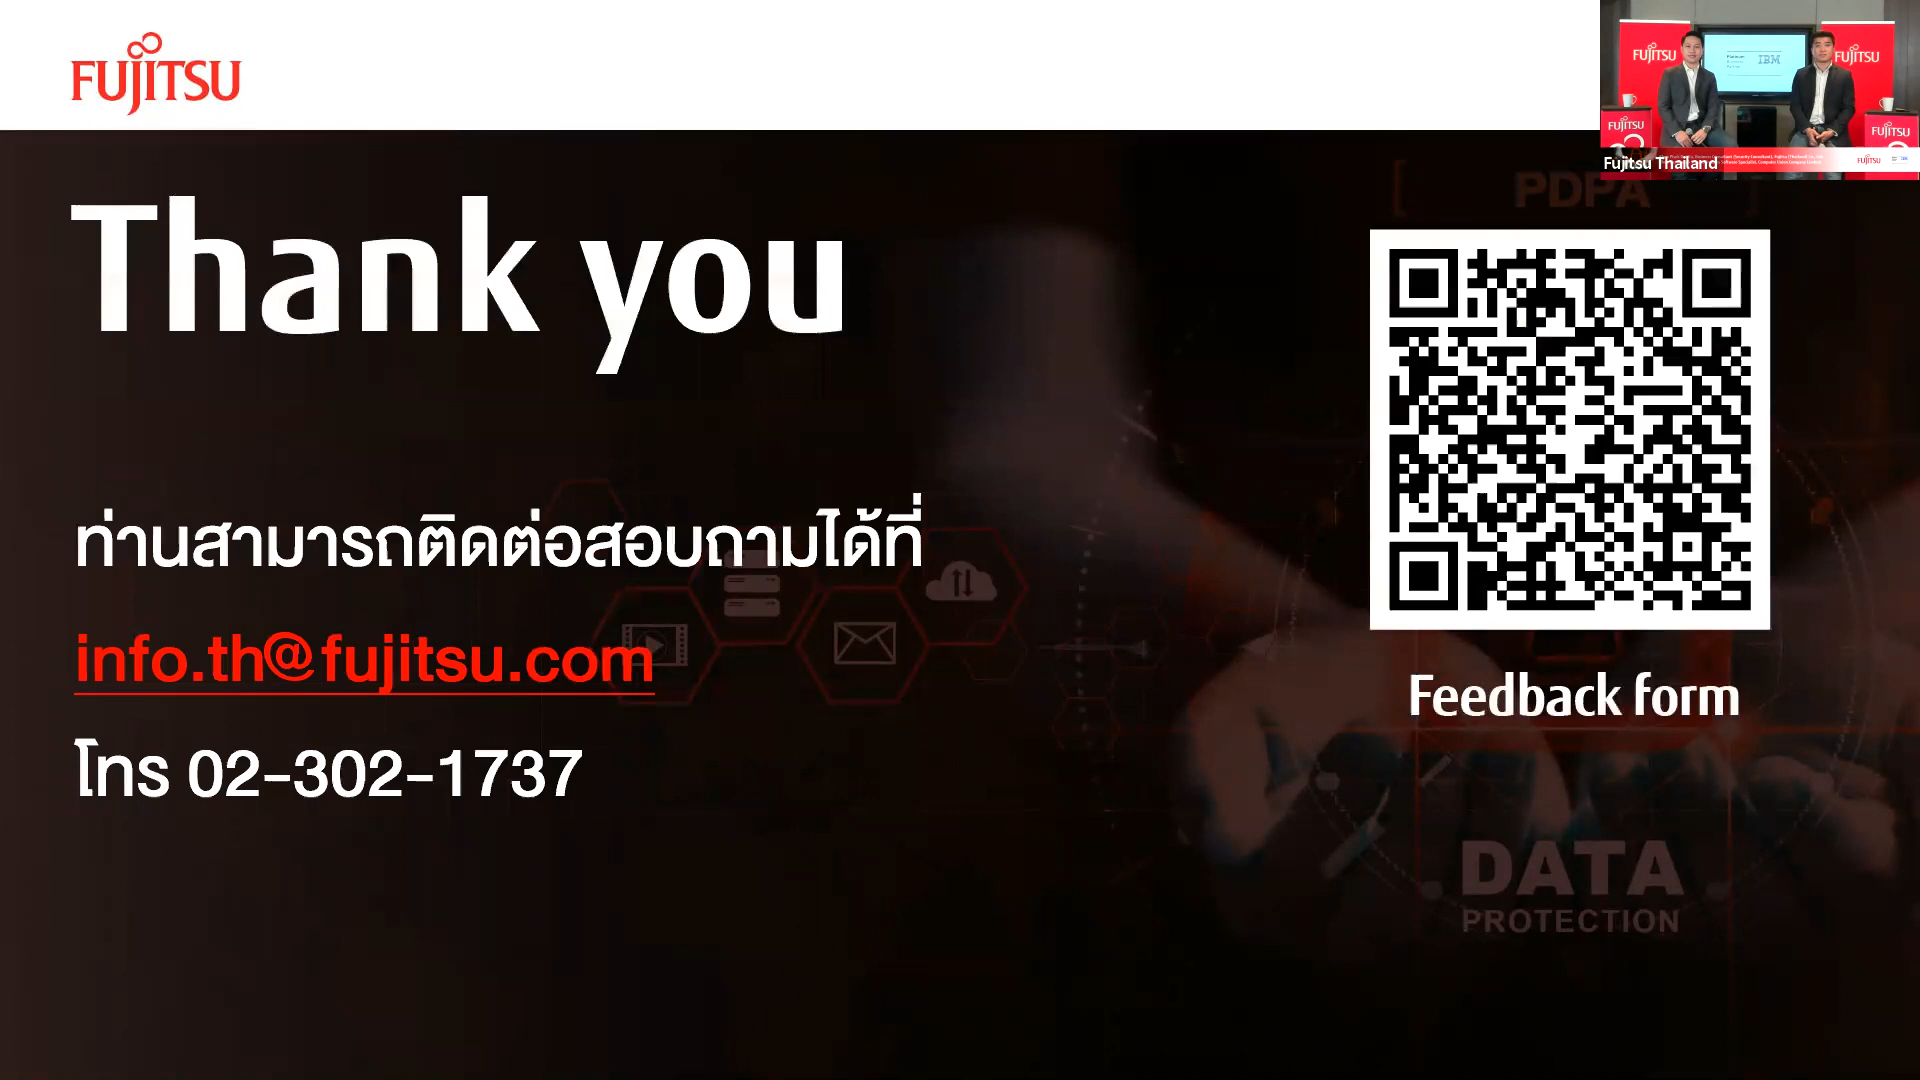 FUJITSU
FUJITSU
IBM
FUJITSU
FUJITSU
FUJITSU
Fujitsu Thailand
FUJITSU
PDPA
Thank you
ท่านสามารถติดต่อสอบถามได้ที่
info.th@fujitsu.com
โทร 02-302-1737
Feedback form
DATA
PROTECTION